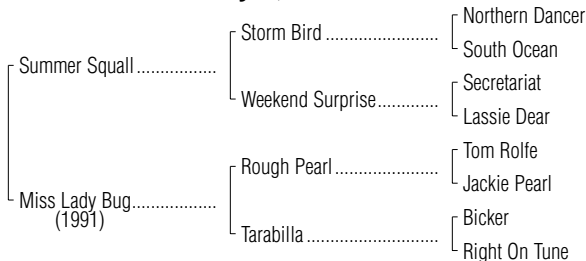 Northern Dancer
Storm Bird ........................
South Ocean
Summer Squall .................
Secretariat
Weekend Surprise .............
Lassie Dear
Tom Rolfe
Rough Pearl ......................
Jackie Pearl
Miss Lady Bug ..................
(1991)
Bicker
Tarabilla ............................
Right On Tune